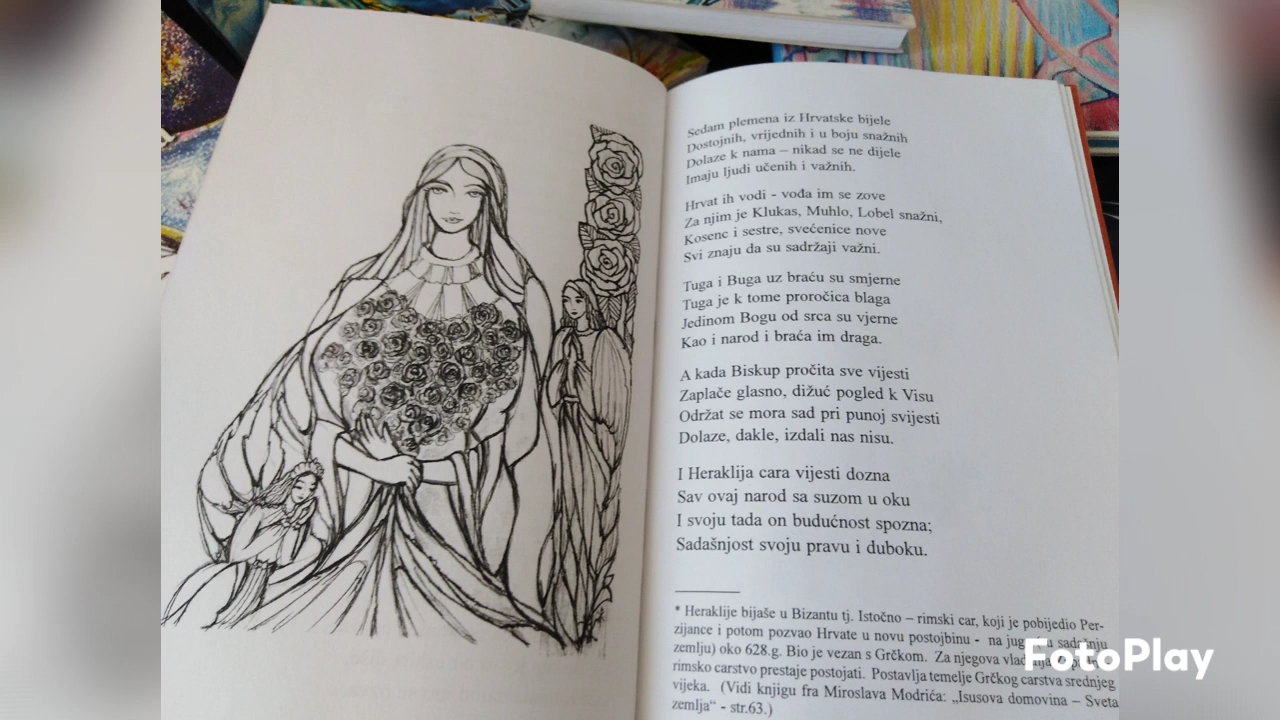 Sedam plemena iz Hrvatske bijele
Dostojnih, vrijednih i u boju snažnih
Dolaze k nama – nikad se ne dijele
Imaju ljudi učenih i važnih.
Hrvat ih vodi - vođa im se zove
Za njim je Klukas, Muhlo, Lobel snažni,
Kosenc i sestre, svećenice nove
Svi znaju da su sadržaji važni.
Tuga i Buga uz braću su smjerne
Tuga je k tome proročica blaga
Jedinom Bogu od srca su vjerne
Kao i narod i braća im draga.
A kada Biskup pročita sve vijesti
Zaplače glasno, dižuć pogled k Visu
Održat se mora sad pri punoj svijesti
Dolaze, dakle, izdali nas nisu.
I Heraklija cara vijesti dozna
Sav ovaj narod sa suzom u oku
I svoju tada on budućnost spozna;
Sadašnjost svoju pravu i duboku.
* Heraklije bijaše u Bizantu tj. Istočno – rimski car, koji je pobijedio Per-
zijance i potom pozvao Hrvate u novu postojbinu - na jug
zemlju) oko 628.g. Bio je vezan s Grčkom. Za njegova
rimsko carstvo prestaje postojati. Postavlja temelje Grčkog carstva srednjeg
vijeka. (Vidi knjigu fra Miroslava Modrića: „Isusova domovina – Sveta
zemlja“ - str.63.)
FotoPlay